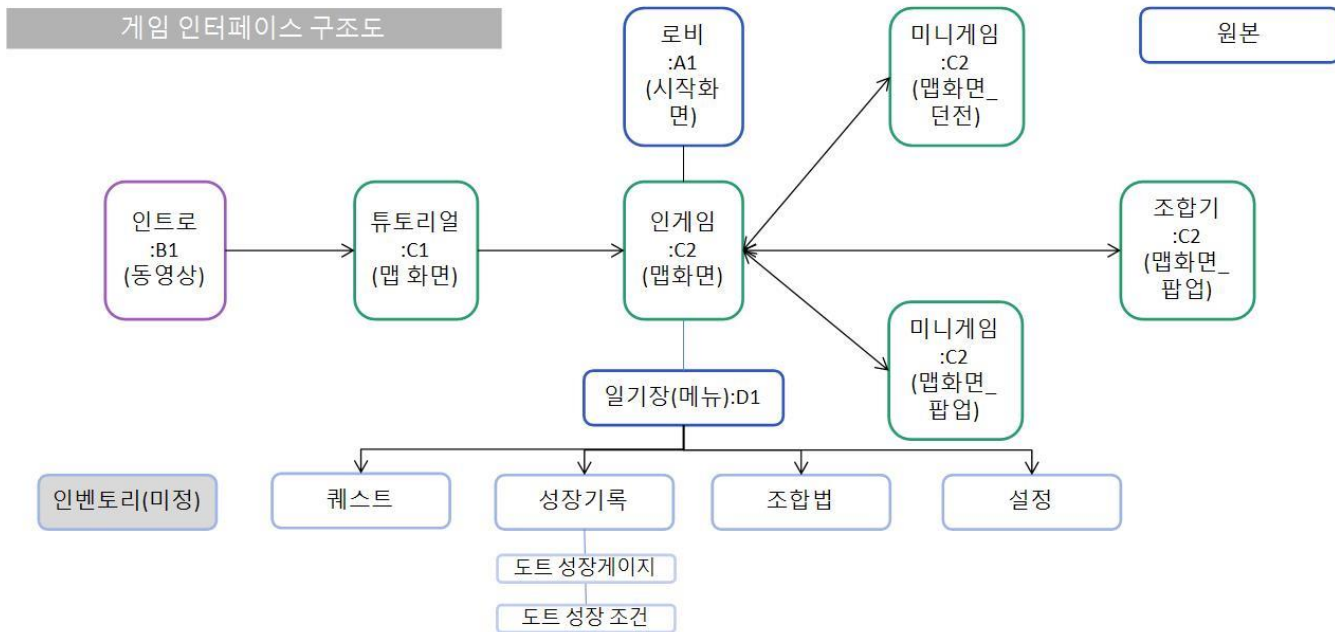 게임 인터페이스 구조도
로비
:A1
(시작화
면)
미니게임
:C2
(맵화면_
던전)
원본
인트로
:B1
(동영상)
튜토리얼
:C1
(맵 화면)
인게임
:C2
(맵화면)
조합기
:C2
(맵화면_
팝업)
미니게임
:C2
(맵화면_
팝업)
일기장(메뉴):D1
인벤토리(미정)
퀘스트
성장기록
조합법
설정
도트 성장게이지
도트 성장 조건